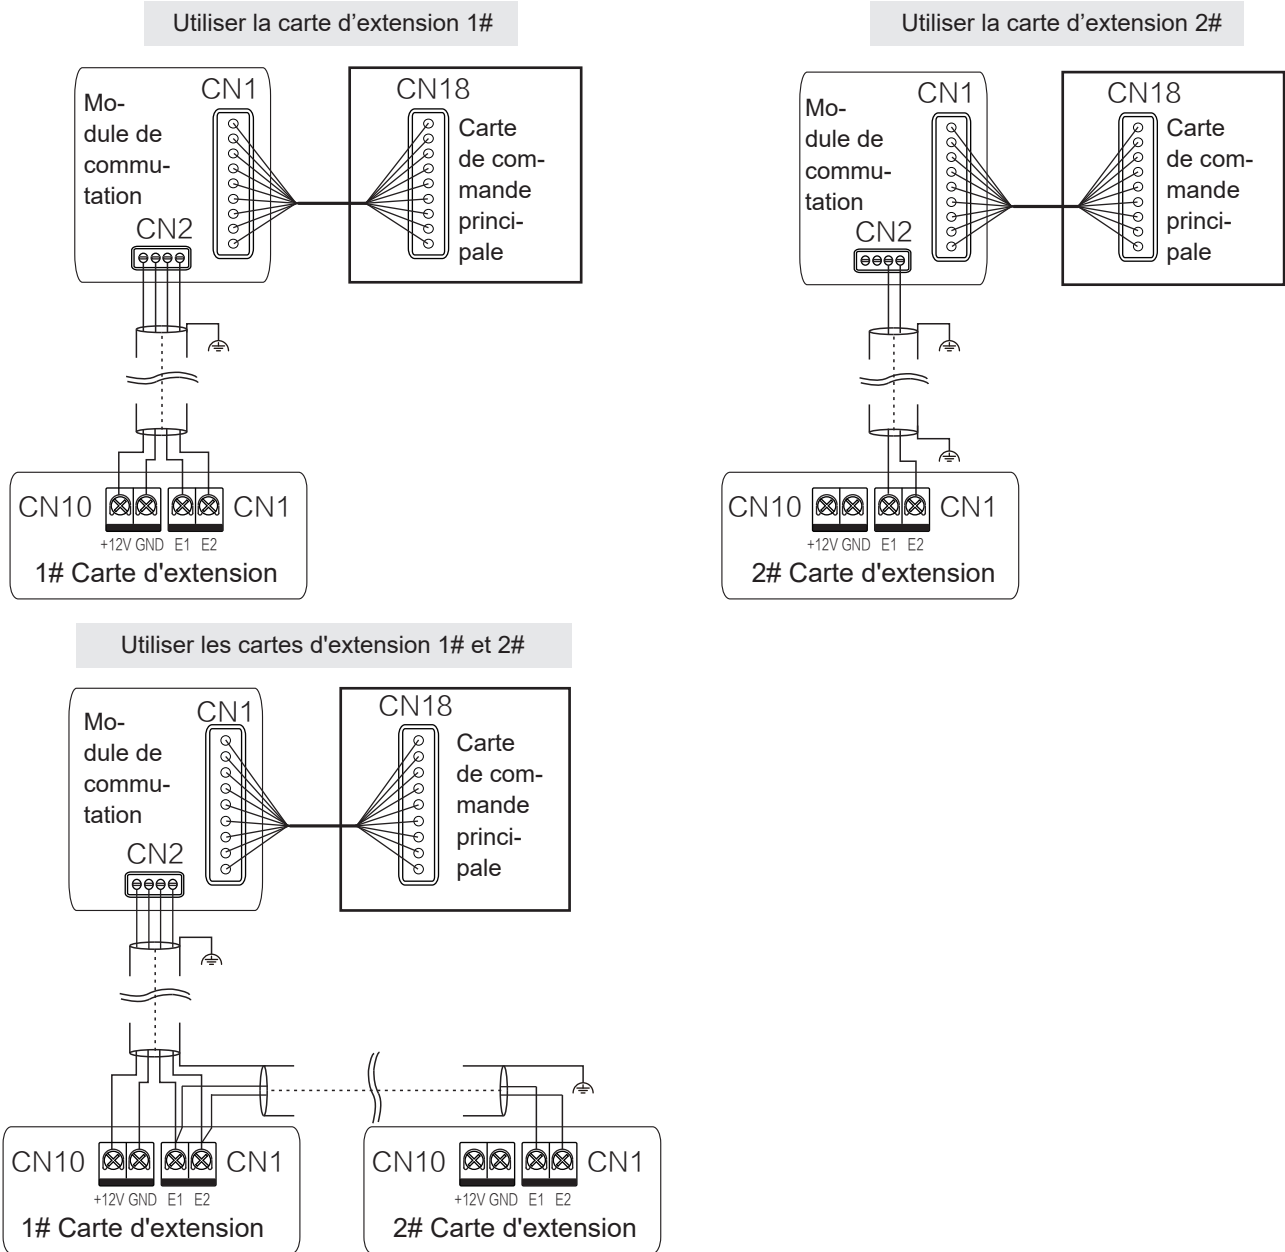 Utiliser la carte d’extension 1#
CN1
CN18
Mo-
dule de
commu-
tation
Carte
de com-
mande
princi-
pale
CN2
CN10
CN1
+12V GND E1 E2
1# Carte d'extension
Utiliser la carte d’extension 2#
CN1
CN18
Mo-
dule de
commu-
tation
Carte
de com-
mande
princi-
pale
CN2
CN10
CN1
+12V GND E1 E2
2# Carte d'extension
Utiliser les cartes d'extension 1# et 2#
CN1
CN18
Mo-
dule de
commu-
tation
Carte
de com-
mande
princi-
pale
CN2
CN10
CN1
+12V GND E1 E2
1# Carte d'extension
CN10
CN1
+12V GND E1 E2
2# Carte d'extension